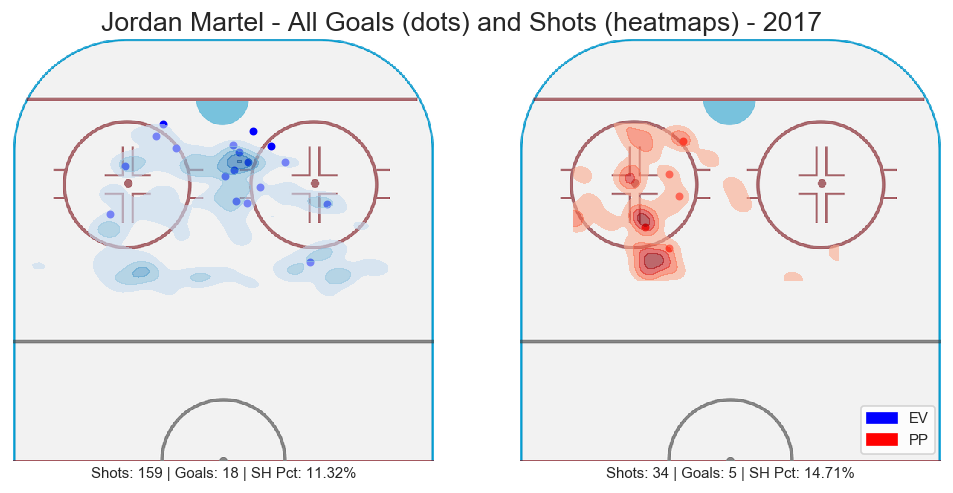 Jordan Martel - All Goals (dots) and Shots (heatmaps) - 2017
EV
PP
Shots: 159 | Goals: 18 | SH Pct: 11.32%
Shots: 34 | Goals: 5 | SH Pct: 14.71%